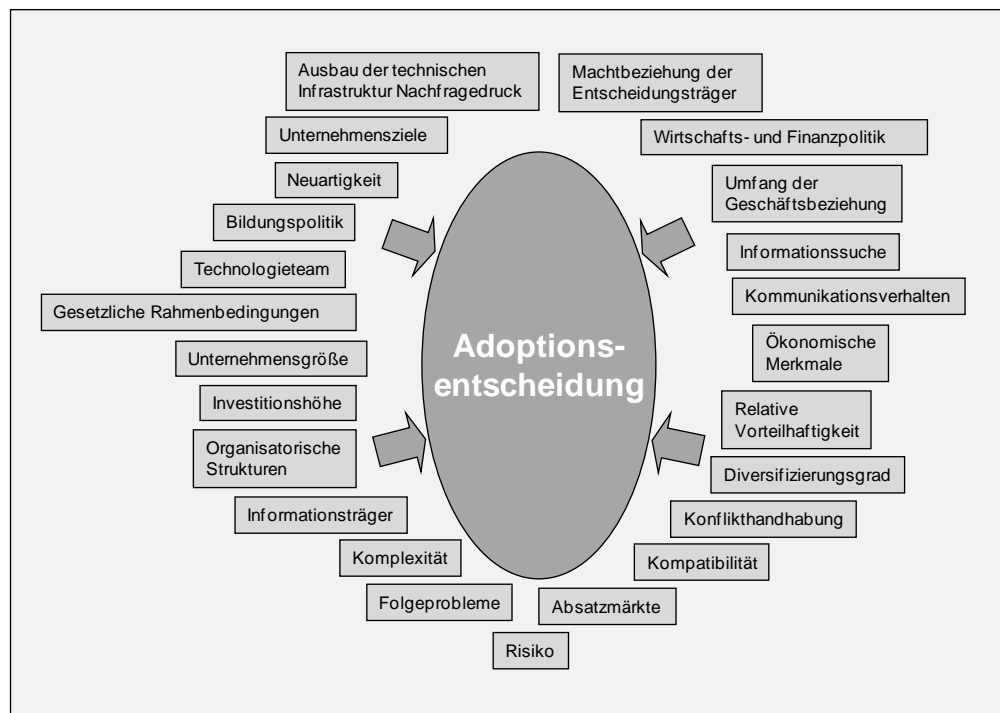 Ausbau der technischen
Infrastruktur Nachfragedruck
Unternehmensziele
Neuartigkeit
Bildungspolitik
Technologieteam
Gesetzliche Rahmenbedingungen
Unternehmensgröße
Investitionshöhe
Organisatorische
Strukturen
Informationsträger
Komplexität
Folgeprobleme
Risiko
Adoptions-
entscheidung
Machtbeziehung der
Entscheidungsträger
Wirtschafts- und Finanzpolitik
Umfang der
Geschäftsbeziehung
Informationssuche
Kommunikationsverhalten
Ökonomische
Merkmale
Relative
Vorteilhaftigkeit
Diversifizierungsgrad
Konflikthandhabung
Kompatibilität
Absatzmärkte